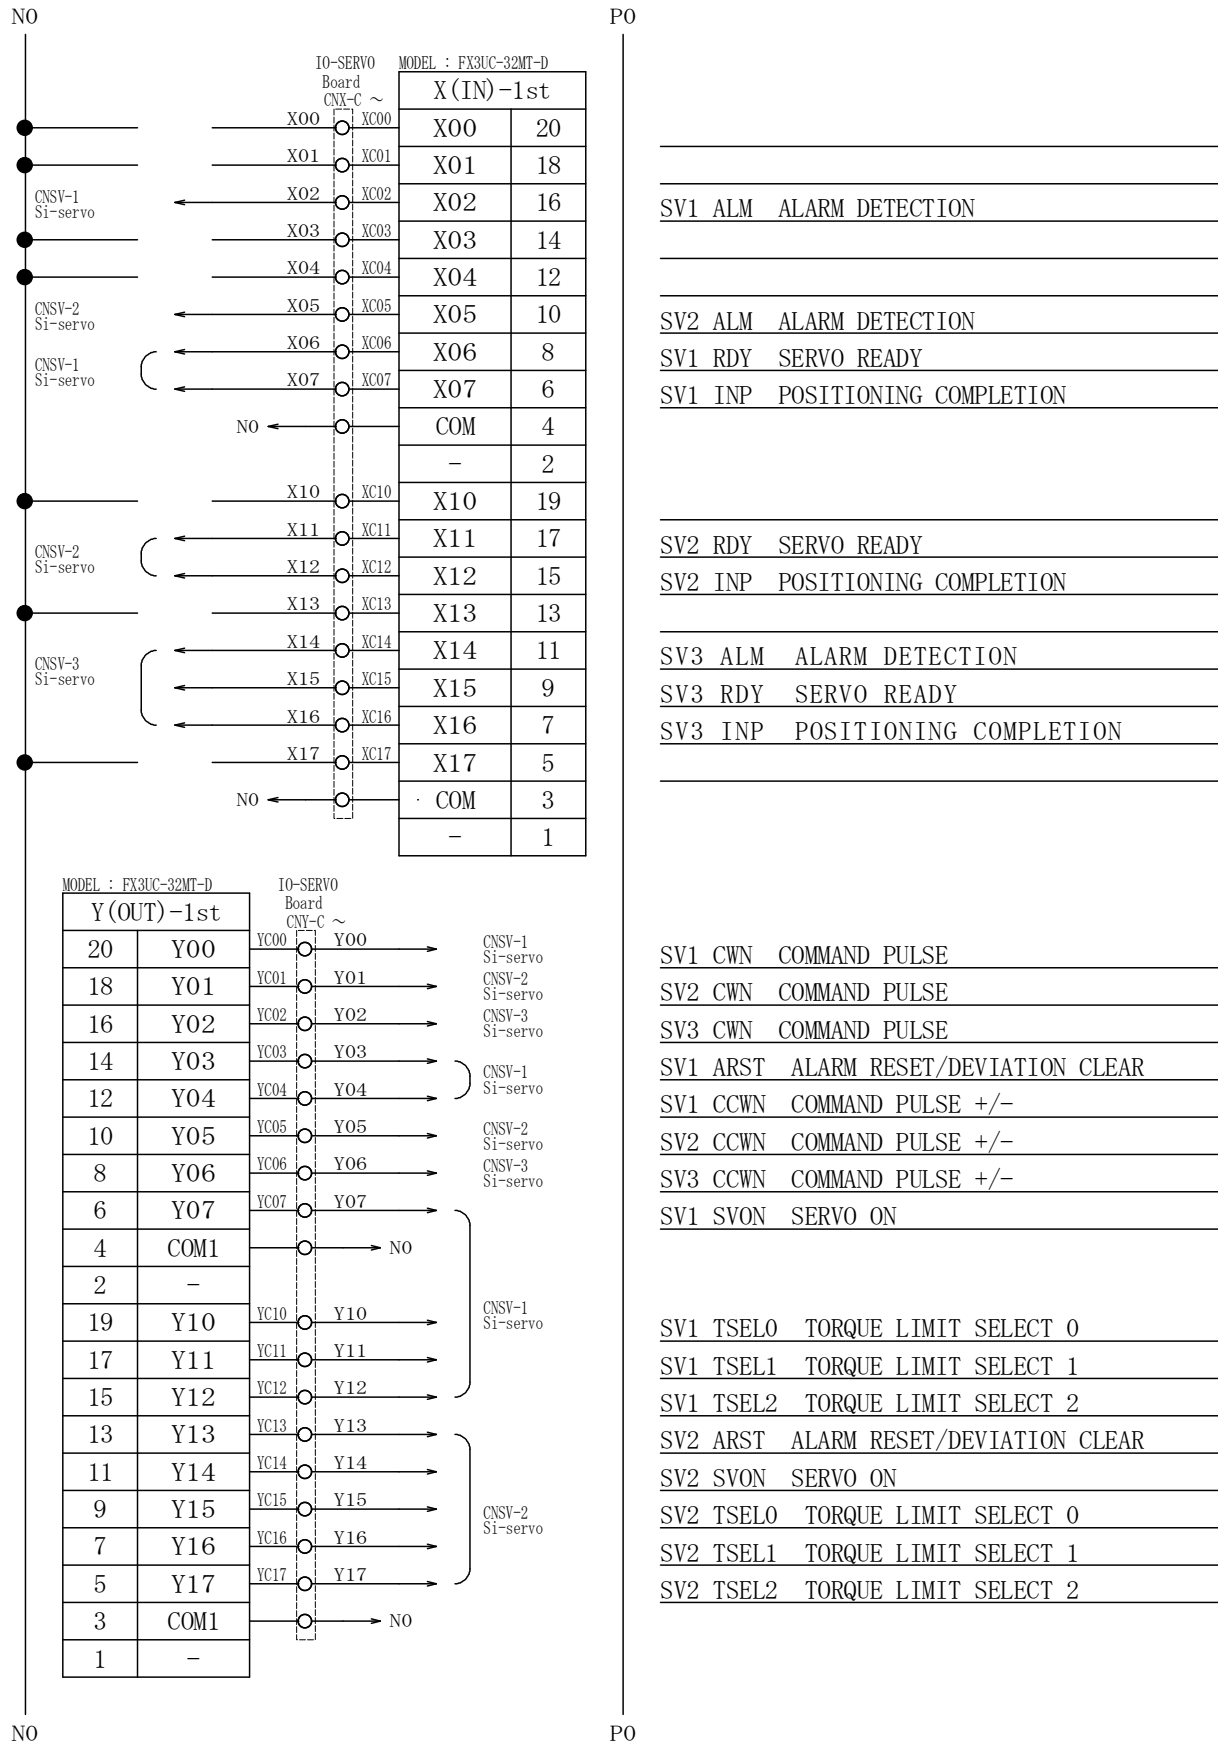 N0 P0
IO-SERVO MODEL : FX3UC-32MT-D
Board X(IN)-1st
CNX-C ～
X00 XC00 X00 20
X01 XC01 X01 18
CNSV-1
Si-servo X02 XC02 X02 16 SV1 ALM ALARM DETECTION
X03 XC03 X03 14
X04 XC04 X04 12
CNSV-2
Si-servo X05 XC05 X05 10 SV2 ALM ALARM DETECTION
X06 XC06 X06 8 SV1 RDY SERVO READY
CNSV-1
Si-servo
X07 XC07 X07 6 SV1 INP POSITIONING COMPLETION
N0 COM 4
- 2
X10 XC10 X10 19
X11 XC11 X11 17 SV2 RDY SERVO READY
CNSV-2
Si-servo
X12 XC12 X12 15 SV2 INP POSITIONING COMPLETION
X13 XC13 X13 13
X14 XC14 X14 11 SV3 ALM ALARM DETECTION
CNSV-3
Si-servo
X15 XC15 X15 9 SV3 RDY SERVO READY
X16 XC16 X16 7 SV3 INP POSITIONING COMPLETION
X17 XC17 X17 5
N0 COM 3
- 1
MODEL : FX3UC-32MT-D IO-SERVO
Y(OUT)-1st Board
CNY-C ～
20 Y00 YC00 Y00 CNSV-1
Si-servo SV1 CWN COMMAND PULSE
18 Y01 YC01 Y01 CNSV-2
Si-servo SV2 CWN COMMAND PULSE
16 Y02 YC02 Y02 CNSV-3
Si-servo SV3 CWN COMMAND PULSE
14 Y03 YC03 Y03 SV1 ARST ALARM RESET/DEVIATION CLEAR
CNSV-1
Si-servo
12 Y04 YC04 Y04 SV1 CCWN COMMAND PULSE +/-
10 Y05 YC05 Y05 CNSV-2
Si-servo SV2 CCWN COMMAND PULSE +/-
8 Y06 YC06 Y06 CNSV-3
Si-servo SV3 CCWN COMMAND PULSE +/-
6 Y07 YC07 Y07 SV1 SVON SERVO ON
4 COM1 N0
2 -
CNSV-1
Si-servo
19 Y10 YC10 Y10 SV1 TSEL0 TORQUE LIMIT SELECT 0
17 Y11 YC11 Y11 SV1 TSEL1 TORQUE LIMIT SELECT 1
15 Y12 YC12 Y12 SV1 TSEL2 TORQUE LIMIT SELECT 2
13 Y13 YC13 Y13 SV2 ARST ALARM RESET/DEVIATION CLEAR
11 Y14 YC14 Y14 SV2 SVON SERVO ON
9 Y15 YC15 Y15 SV2 TSEL0 TORQUE LIMIT SELECT 0
CNSV-2
Si-servo
7 Y16 YC16 Y16 SV2 TSEL1 TORQUE LIMIT SELECT 1
5 Y17 YC17 Y17 SV2 TSEL2 TORQUE LIMIT SELECT 2
3 COM1 N0
1 -
N0 P0